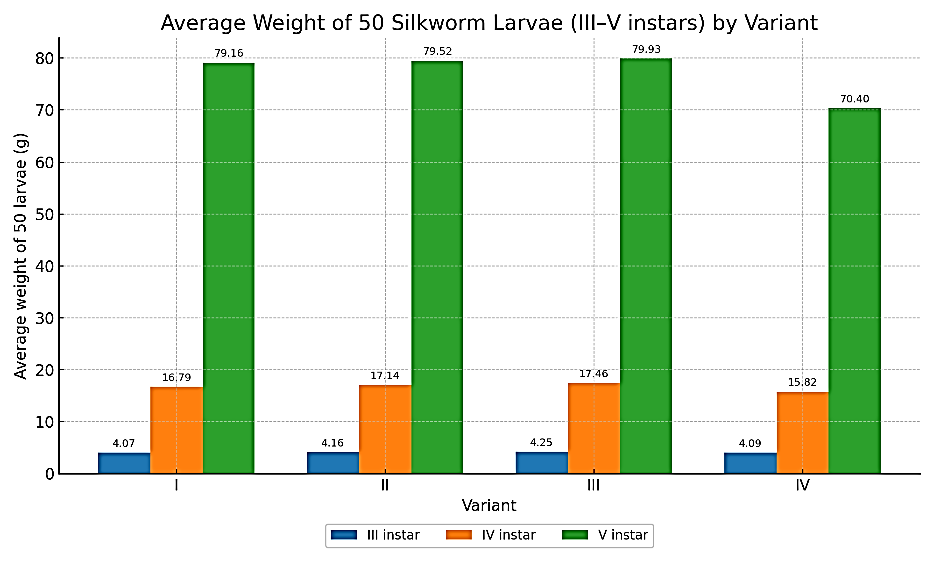 Average Weight of 50 Silkworm Larvae (III–V instars) by Variant
Average weight of 50 larvae (g)
80
70
60
50
40
30
20
10
0
4.07
16.79
79.16
4.16
17.14
79.52
4.25
17.46
79.93
4.09
15.82
70.40
I
II
III
IV
Variant
III instar
IV instar
V instar